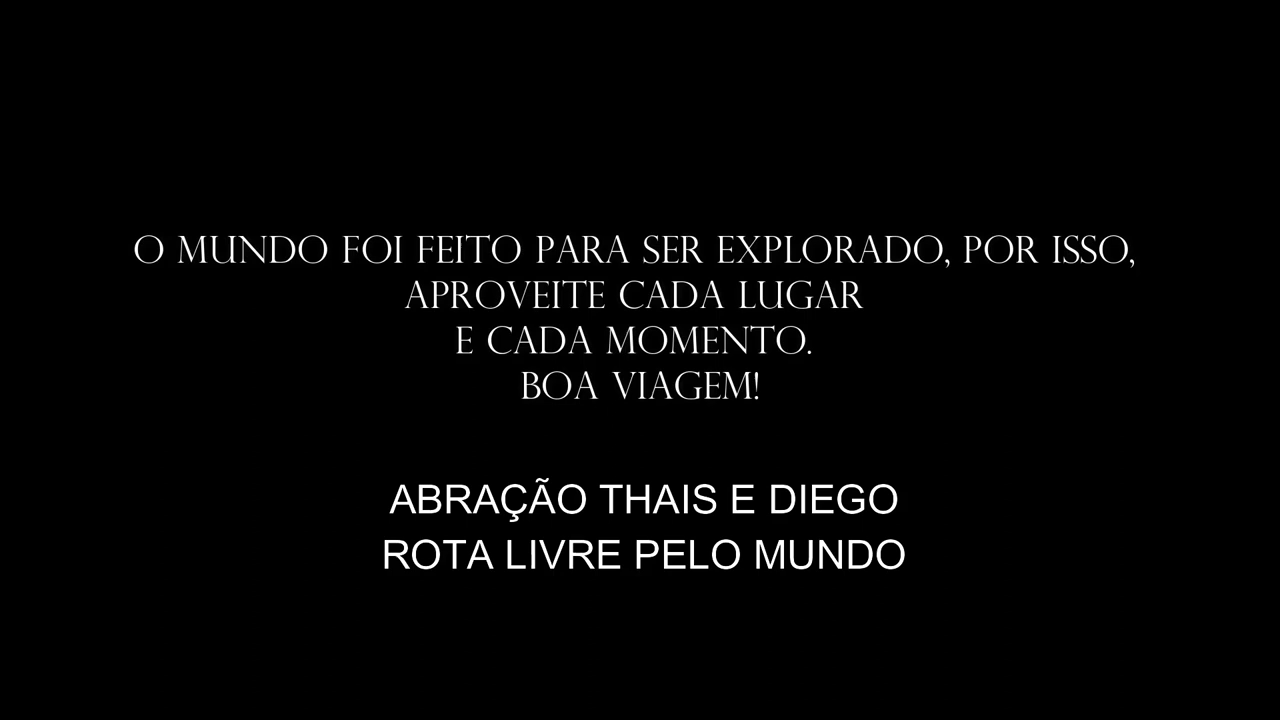 O MUNDO FOI FEITO PARA SER EXPLORADO, POR ISSO,
APROVEITE CADA LUGAR
E CADA MOMENTO.
BOA VIAGEM!
ABRAÇÃO THAIS E DIEGO
ROTA LIVRE PELO MUNDO